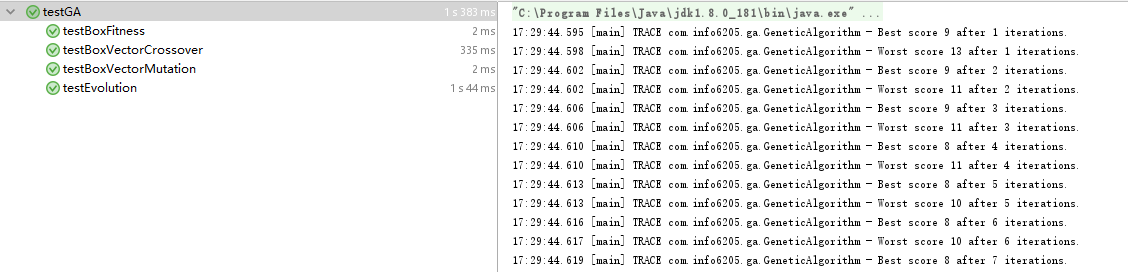 testGA 1 s 383 ms
testBoxFitness 2 ms
testBoxVectorCrossover 335 ms
testBoxVectorMutation 2 ms
testEvolution 1 s 44 ms
"C:\Program Files\Java\jdk1.8.0_181\bin\java.exe" ...
17:29:44.595 [main] TRACE com.info6205.ga.GeneticAlgorithm - Best score 9 after 1 iterations.
17:29:44.598 [main] TRACE com.info6205.ga.GeneticAlgorithm - Worst score 13 after 1 iterations.
17:29:44.602 [main] TRACE com.info6205.ga.GeneticAlgorithm - Best score 9 after 2 iterations.
17:29:44.602 [main] TRACE com.info6205.ga.GeneticAlgorithm - Worst score 11 after 2 iterations.
17:29:44.606 [main] TRACE com.info6205.ga.GeneticAlgorithm - Best score 9 after 3 iterations.
17:29:44.606 [main] TRACE com.info6205.ga.GeneticAlgorithm - Worst score 11 after 3 iterations.
17:29:44.610 [main] TRACE com.info6205.ga.GeneticAlgorithm - Best score 8 after 4 iterations.
17:29:44.610 [main] TRACE com.info6205.ga.GeneticAlgorithm - Worst score 11 after 4 iterations.
17:29:44.613 [main] TRACE com.info6205.ga.GeneticAlgorithm - Best score 8 after 5 iterations.
17:29:44.613 [main] TRACE com.info6205.ga.GeneticAlgorithm - Worst score 10 after 5 iterations.
17:29:44.616 [main] TRACE com.info6205.ga.GeneticAlgorithm - Best score 8 after 6 iterations.
17:29:44.617 [main] TRACE com.info6205.ga.GeneticAlgorithm - Worst score 10 after 6 iterations.
17:29:44.619 [main] TRACE com.info6205.ga.GeneticAlgorithm - Best score 8 after 7 iterations.